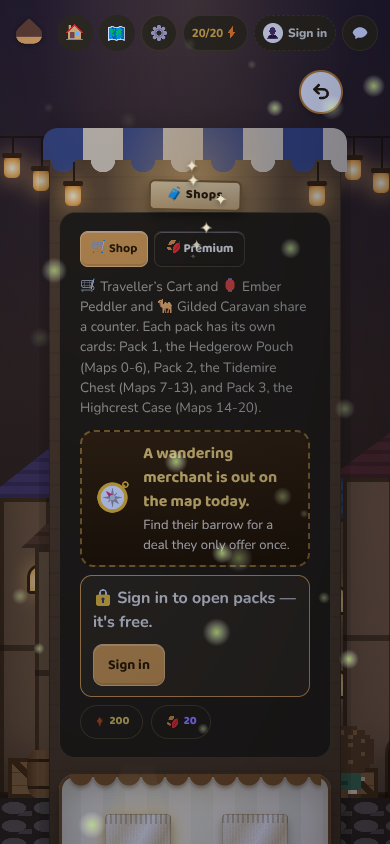 20/20
Sign in
Shops
Shop
Premium
Traveller's Cart and Ember
Peddler and Gilded Caravan share
a counter. Each pack has its own
cards: Pack 1, the Hedgerow Pouch
(Maps 0-6), Pack 2, the Tidemire
Chest (Maps 7-13), and Pack 3, the
Highcrest Case (Maps 14-20).
A wandering
merchant is out on
the map today.
Find their barrow for a
deal they only offer once.
Sign in to open packs —
it's free.
Sign in
200
20